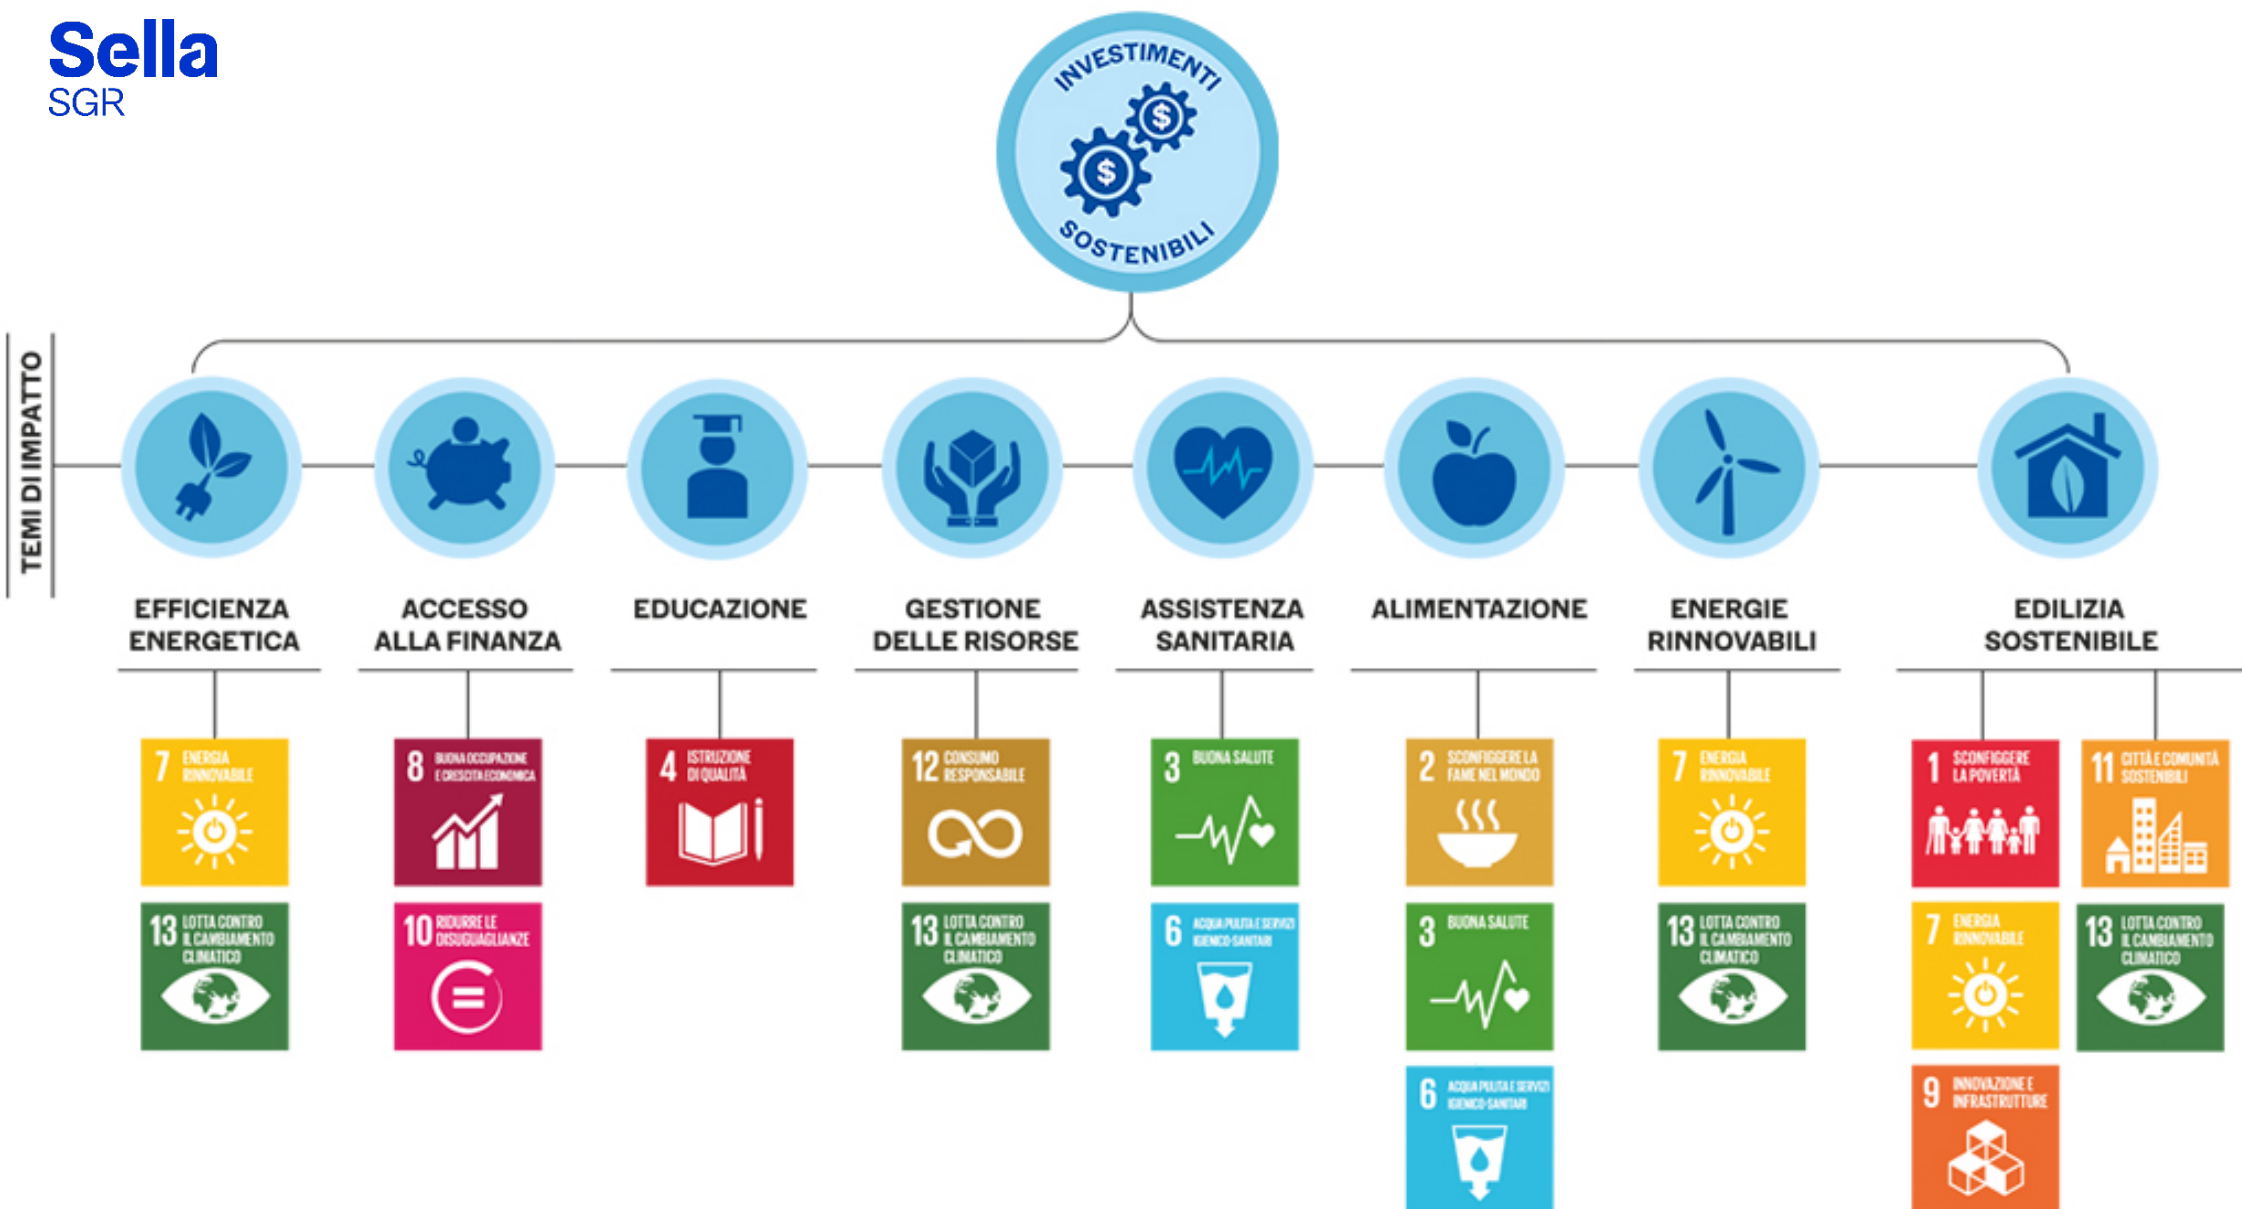 Sella
SGR
INVESTIMENTI
$
$
SOSTENIBILI
TEMI DI IMPATTO
EFFICIENZA
ENERGETICA
ACCESSO
ALLA FINANZA
EDUCAZIONE
GESTIONE
DELLE RISORSE
ASSISTENZA
SANITARIA
ALIMENTAZIONE
ENERGIE
RINNOVABILI
EDILIZIA
SOSTENIBILE
7 ENERGIA
RINNOVABILE
13 LOTTA CONTRO
IL CAMBIAMENTO
CLIMATICO
8 BUONA OCCUPAZIONE
E CRESCITA ECONOMICA
10 RIDURRE LE
DISUGUAGLIANZE
4 ISTRUZIONE
DI QUALITÀ
12 CONSUMO
RESPONSABILE
13 LOTTA CONTRO
IL CAMBIAMENTO
CLIMATICO
3 BUONA SALUTE
6 ACQUA PULITA E SERVIZI
IGIENICO-SANITARI
2 SCONFIGGERE LA
FAME NEL MONDO
3 BUONA SALUTE
6 ACQUA PULITA E SERVIZI
IGIENICO-SANITARI
7 ENERGIA
RINNOVABILE
13 LOTTA CONTRO
IL CAMBIAMENTO
CLIMATICO
1 SCONFIGGERE
LA POVERTÀ
11 CITTÀ E COMUNITÀ
SOSTENIBILI
7 ENERGIA
RINNOVABILE
13 LOTTA CONTRO
IL CAMBIAMENTO
CLIMATICO
9 INNOVAZIONE E
INFRASTRUTTURE